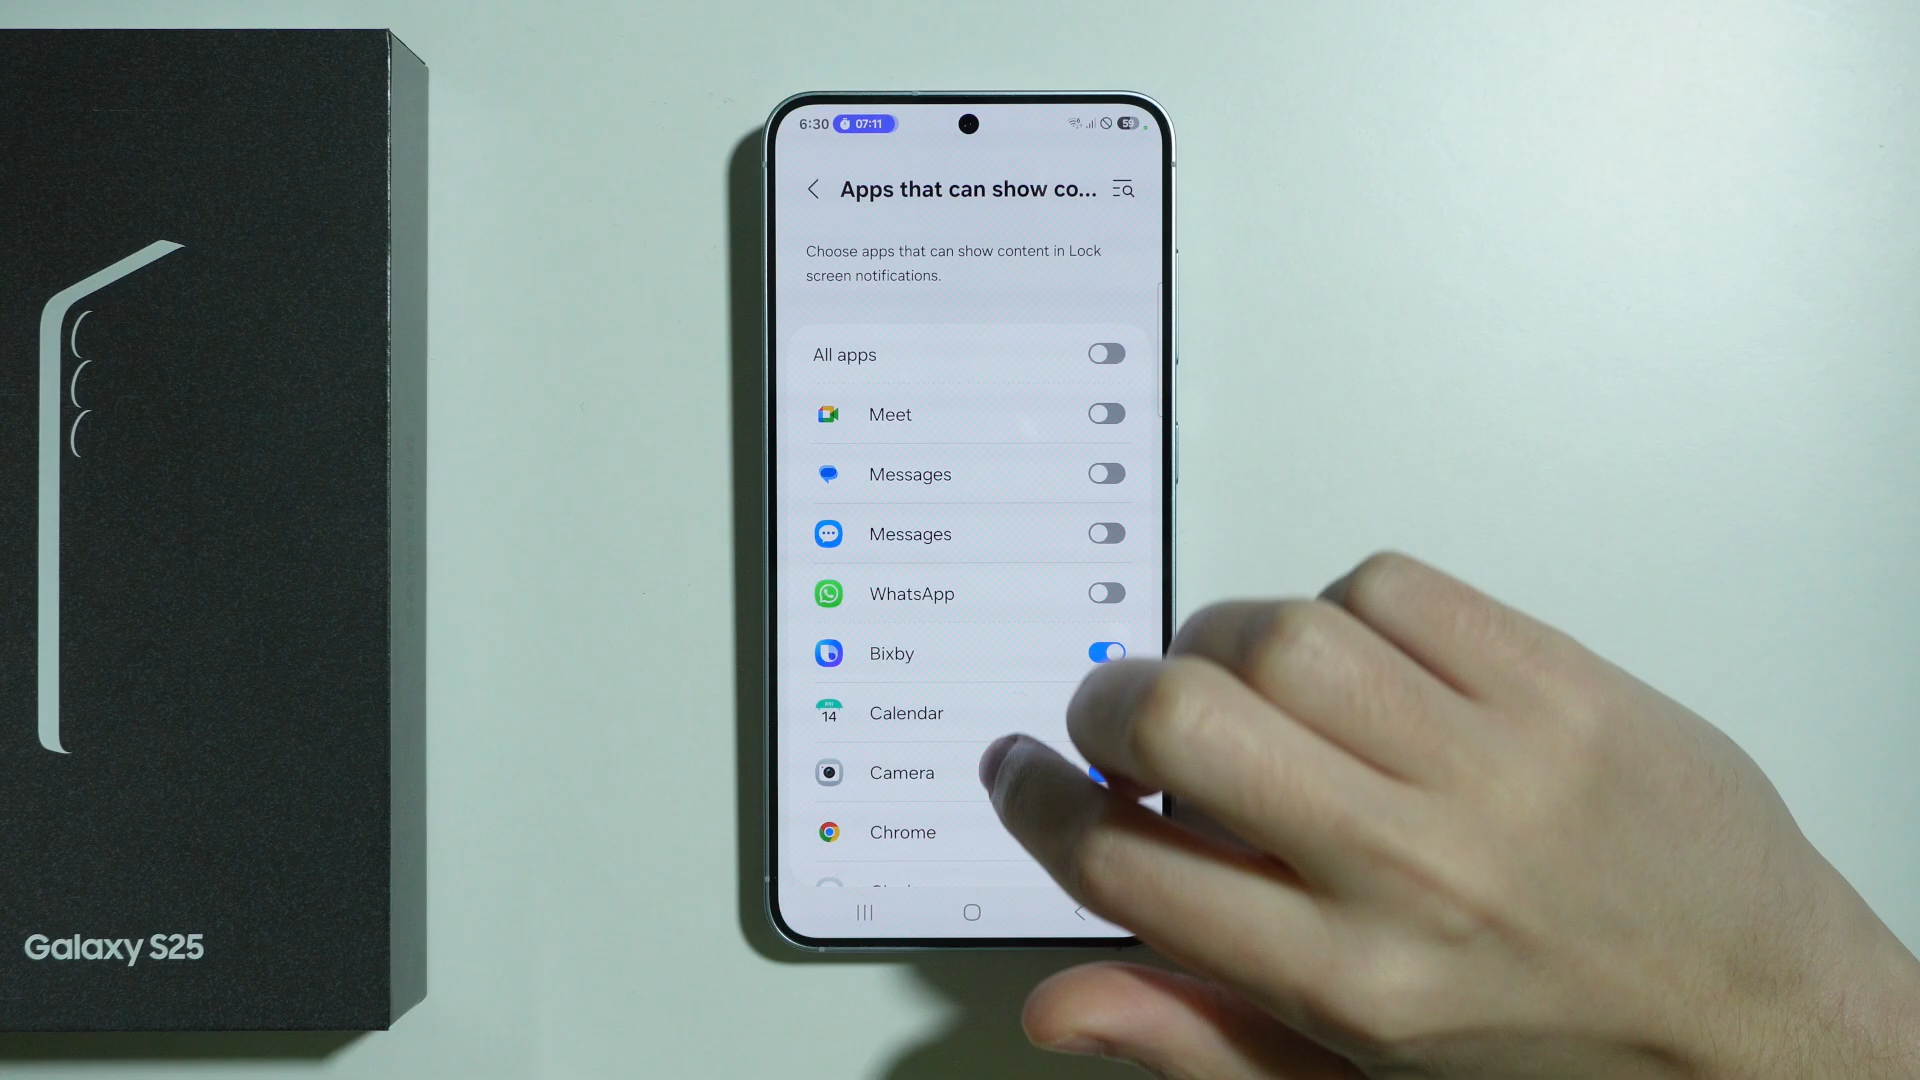 Galaxy S25
6:30 07:11 59
Apps that can show co...
Choose apps that can show content in Lock
screen notifications.
All apps
Meet
Messages
Messages
WhatsApp
Bixby
14 Calendar
Camera
Chrome